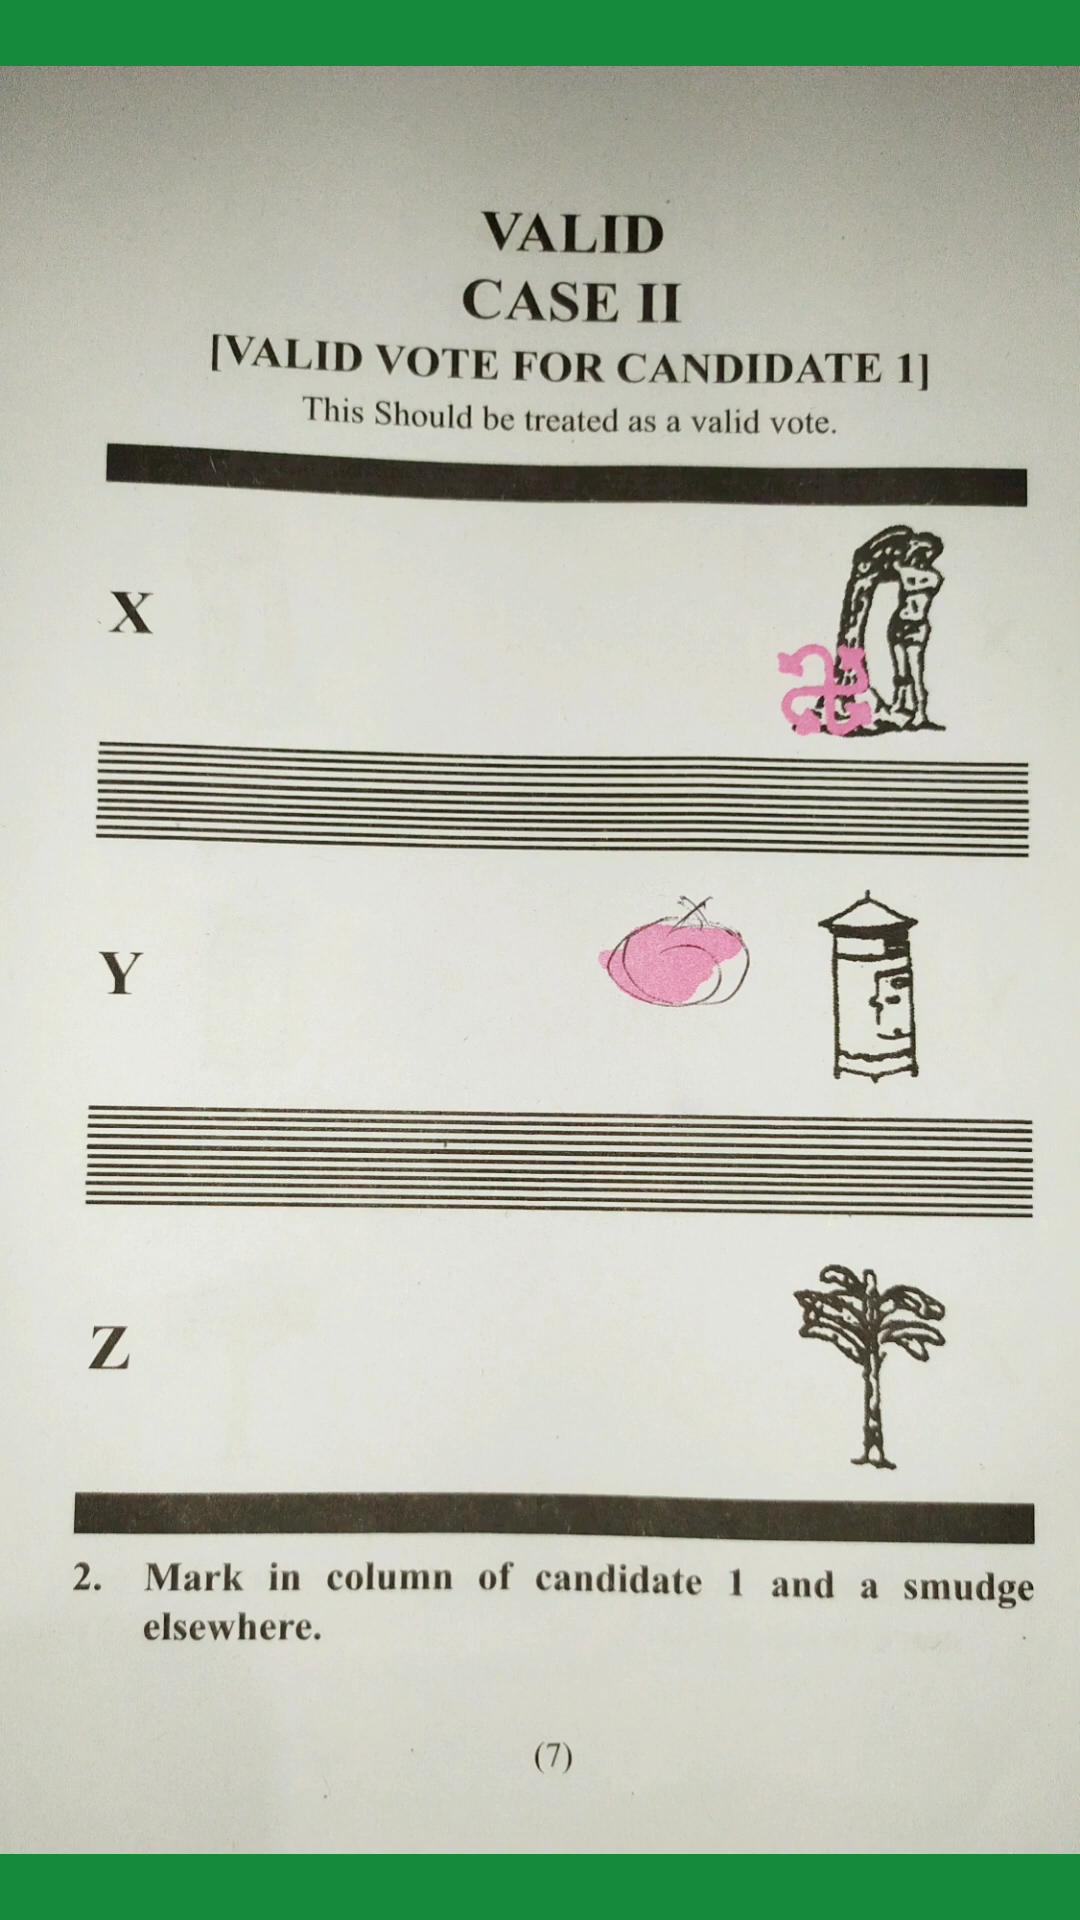 VALID
CASE II
[VALID VOTE FOR CANDIDATE 1]
This Should be treated as a valid vote.
X
Y
Z
2. Mark in column of candidate 1 and a smudge
elsewhere.
(7)